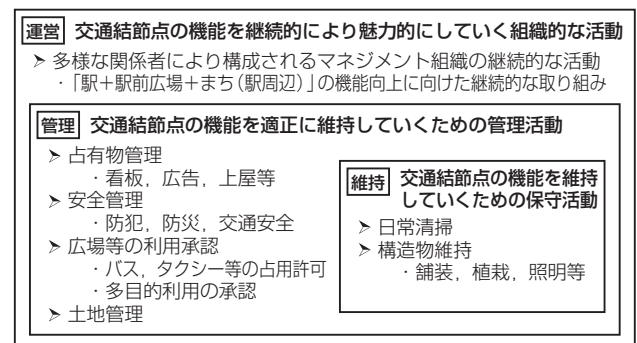 運営 交通結節点の機能を継続的により魅力的にしていく組織的な活動
➢ 多様な関係者により構成されるマネジメント組織の継続的な活動
・「駅+駅前広場+まち(駅周辺)」の機能向上に向けた継続的な取り組み
管理 交通結節点の機能を適正に維持していくための管理活動
➢ 占有物管理
・看板，広告，上屋等
➢ 安全管理
・防犯，防災，交通安全
➢ 広場等の利用承認
・バス，タクシー等の占用許可
・多目的利用の承認
➢ 土地管理
維持 交通結節点の機能を維持
していくための保守活動
➢ 日常清掃
➢ 構造物維持
・舗装，植栽，照明等